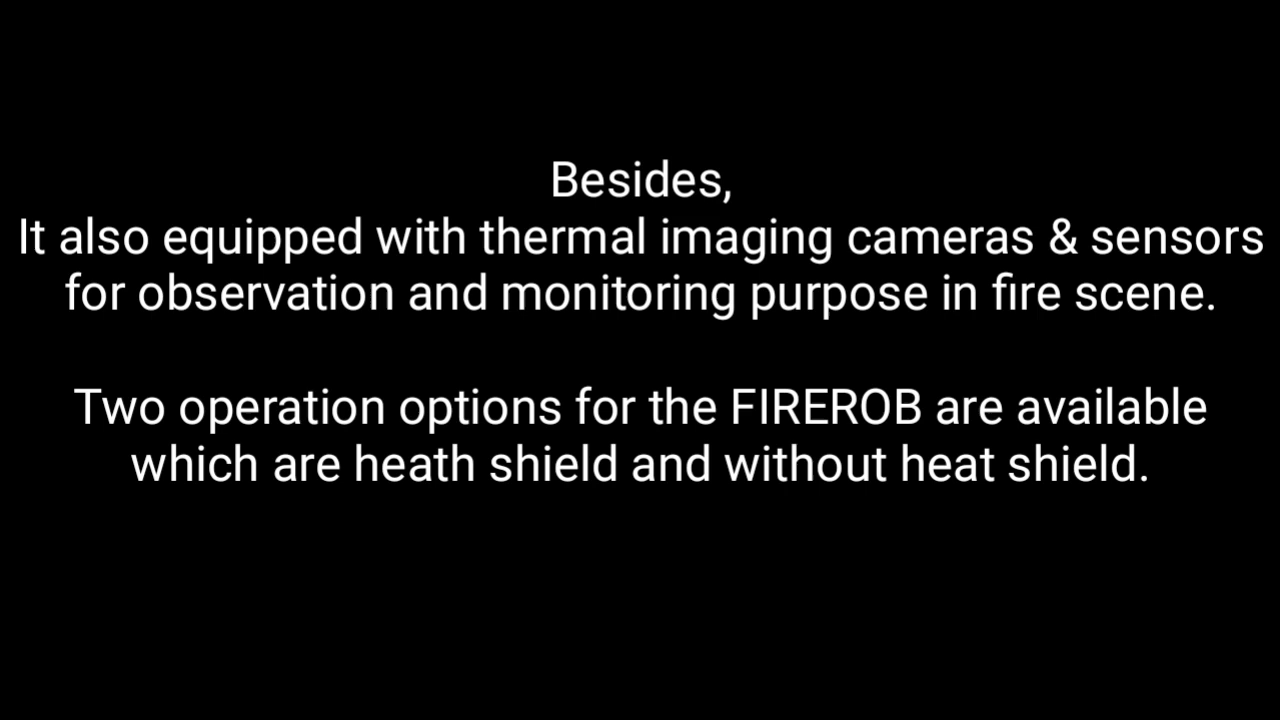 Besides,
It also equipped with thermal imaging cameras & sensors
for observation and monitoring purpose in fire scene.
Two operation options for the FIREROB are available
which are heath shield and without heat shield.